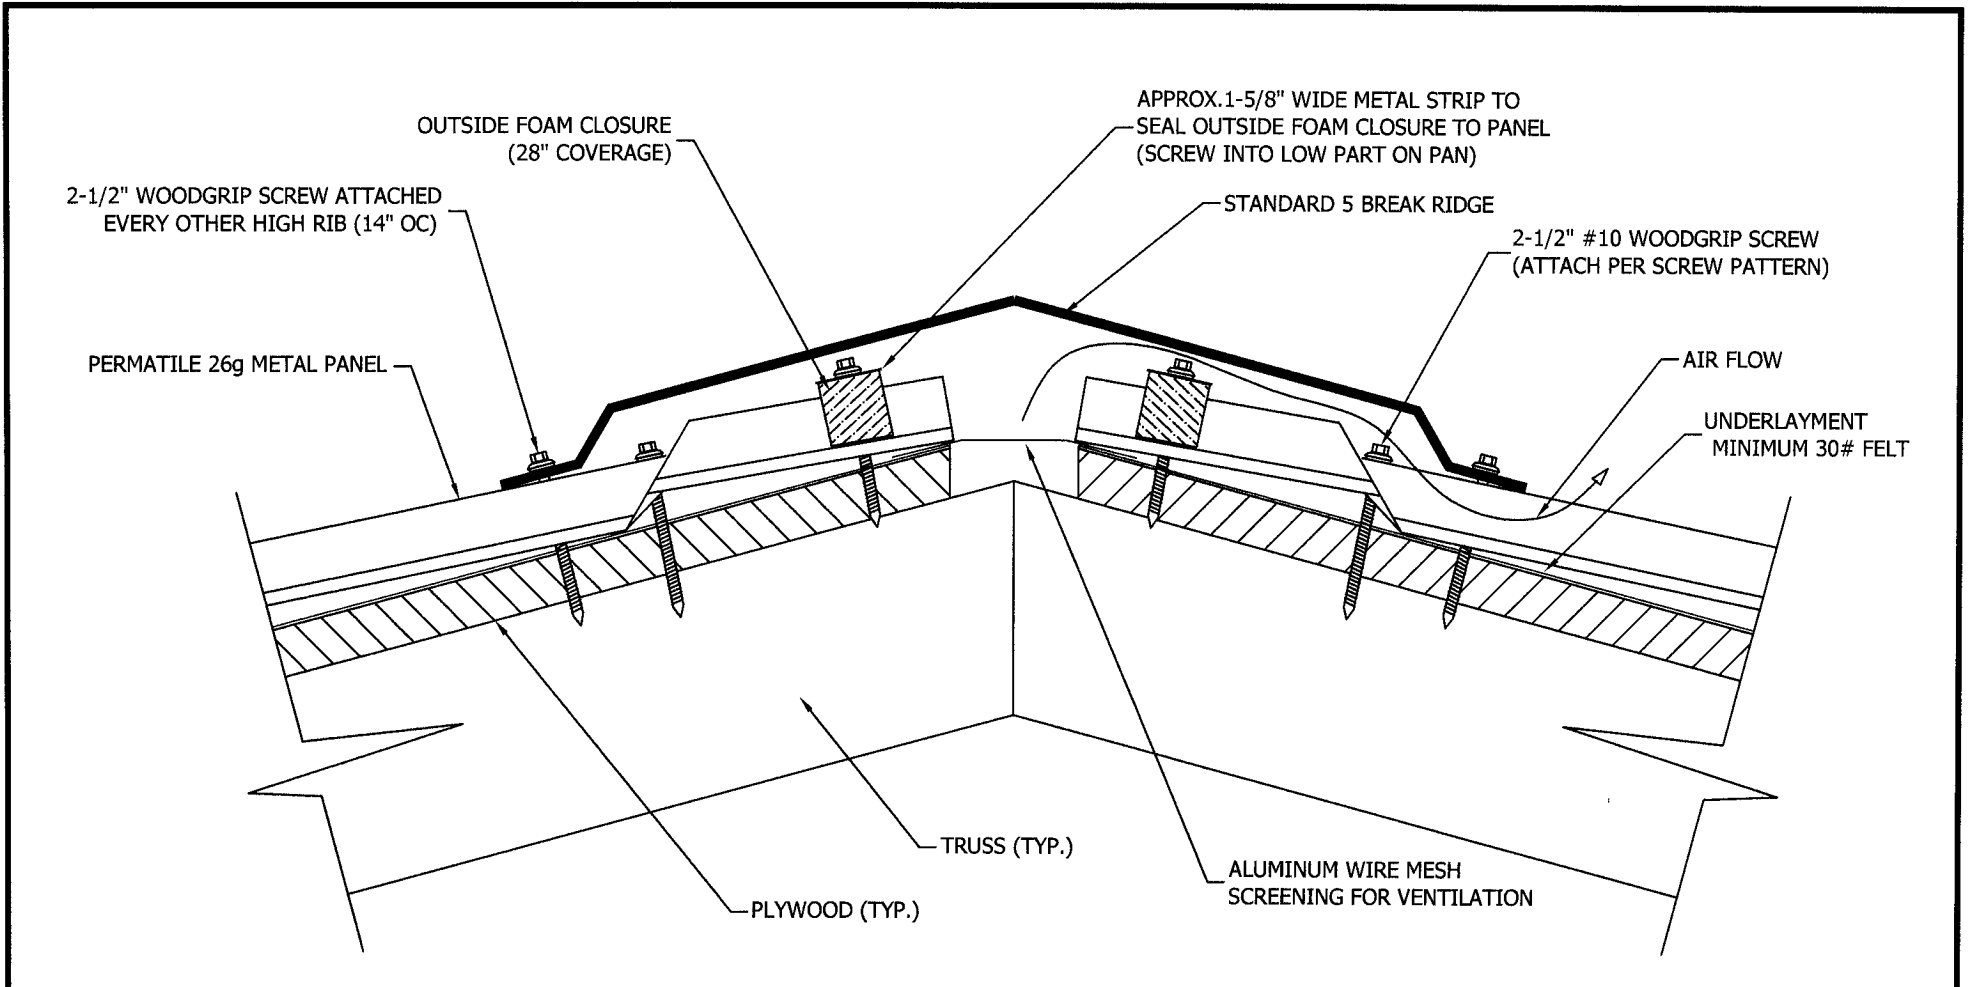 APPROX.1-5/8" WIDE METAL STRIP TO
SEAL OUTSIDE FOAM CLOSURE TO PANEL
(SCREW INTO LOW PART ON PAN)
OUTSIDE FOAM CLOSURE
(28" COVERAGE)
2-1/2" WOODGRIP SCREW ATTACHED
EVERY OTHER HIGH RIB (14" OC)
STANDARD 5 BREAK RIDGE
2-1/2" #10 WOODGRIP SCREW
(ATTACH PER SCREW PATTERN)
PERMATILE 26g METAL PANEL
AIR FLOW
UNDERLAYMENT
MINIMUM 30# FELT
TRUSS (TYP.)
ALUMINUM WIRE MESH
SCREENING FOR VENTILATION
PLYWOOD (TYP.)